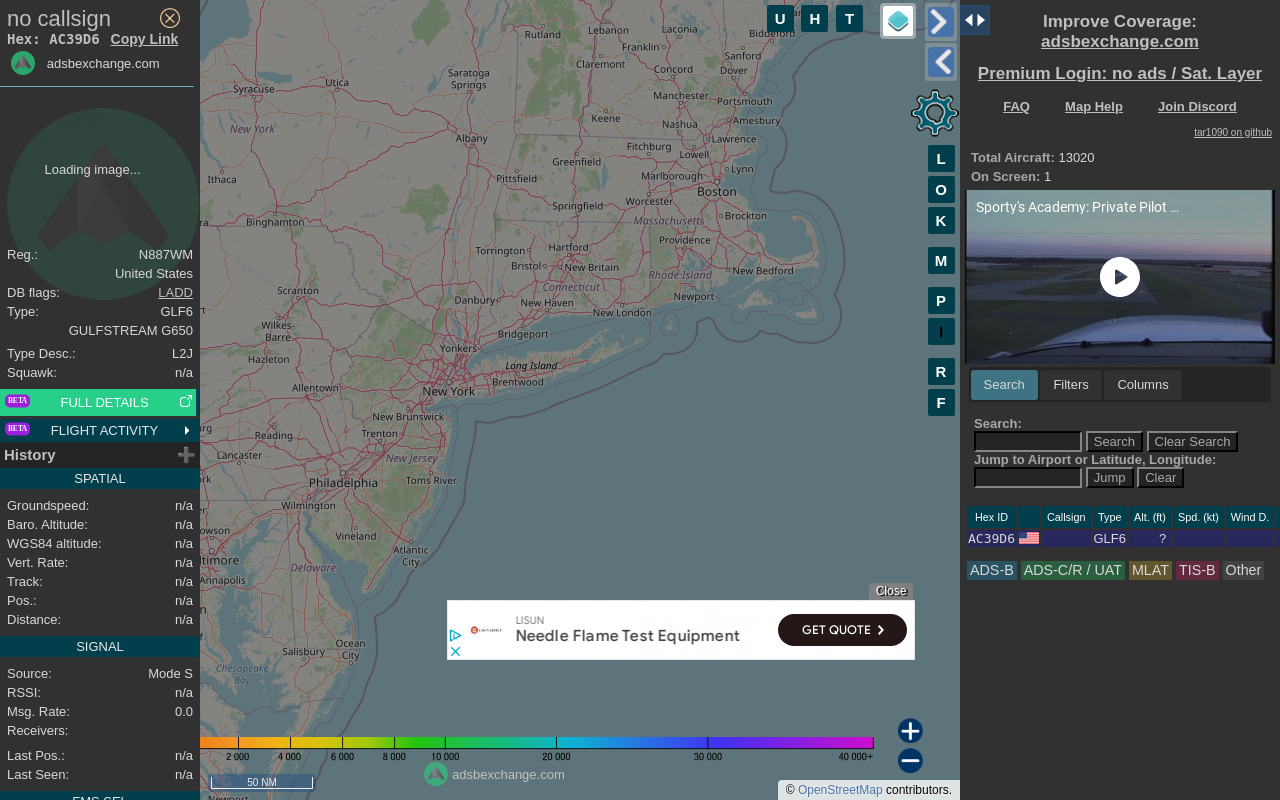 no callsign
Hex: AC39D6 Copy Link
adsbexchange.com
Loading image...
Reg.: N887WM
United States
DB flags: LADD
Type: GLF6
GULFSTREAM G650
Type Desc.: L2J
Squawk: n/a
BETA FULL DETAILS
BETA FLIGHT ACTIVITY
History
SPATIAL
Groundspeed: n/a
Baro. Altitude: n/a
WGS84 altitude: n/a
Vert. Rate: n/a
Track: n/a
Pos.: n/a
Distance: n/a
SIGNAL
Source: Mode S
RSSI: n/a
Msg. Rate: 0.0
Receivers:
Last Pos.: n/a
Last Seen: n/a
FMS SEL
U H T
L
O
K
M
P
I
R
F
Rutland
Lebanon
Laconia
Biddeford
Franklin
Claremont
Concord
Sanford
Dover
Utica
Saratoga
Springs
Syracuse
Manchester
Portsmouth
Keene
Nashua
Amesbury
New York
Albany
Fitchburg
Lawrence
Greenfield
Lowell
Ithaca
Pittsfield
Marlborough
Lynn
Boston
Worcester
Springfield
Binghamton
Massachusetts
Brockton
Torrington
Hartford
Providence
Bristol
New Britain
Rhode Island
New Bedford
Connecticut
Scranton
Danbury
New Haven
Newport
New London
Wilkes-
Barre
Bridgeport
Hazleton
Yonkers
Long Island
Allentown
New York
Brentwood
New Brunswick
Reading
Trenton
Lancaster
New Jersey
Philadelphia
Toms River
Wilmington
Vineland
Atlantic
City
Delaware
Annapolis
Ocean
City
Salisbury
Chesapeake
Bay
Close
LISUN
Needle Flame Test Equipment
GET QUOTE
2 000 4 000 6 000 8 000 10 000 20 000 30 000 40 000+
adsbexchange.com
50 NM
© OpenStreetMap contributors.
Improve Coverage:
adsbexchange.com
Premium Login: no ads / Sat. Layer
FAQ Map Help Join Discord
tar1090 on github
Total Aircraft: 13020
On Screen: 1
Sporty's Academy: Private Pilot ...
Search Filters Columns
Search:
Search Clear Search
Jump to Airport or Latitude, Longitude:
Jump Clear
Hex ID Callsign Type Alt. (ft) Spd. (kt) Wind D.
AC39D6 GLF6 ?
ADS-B ADS-C/R / UAT MLAT TIS-B Other